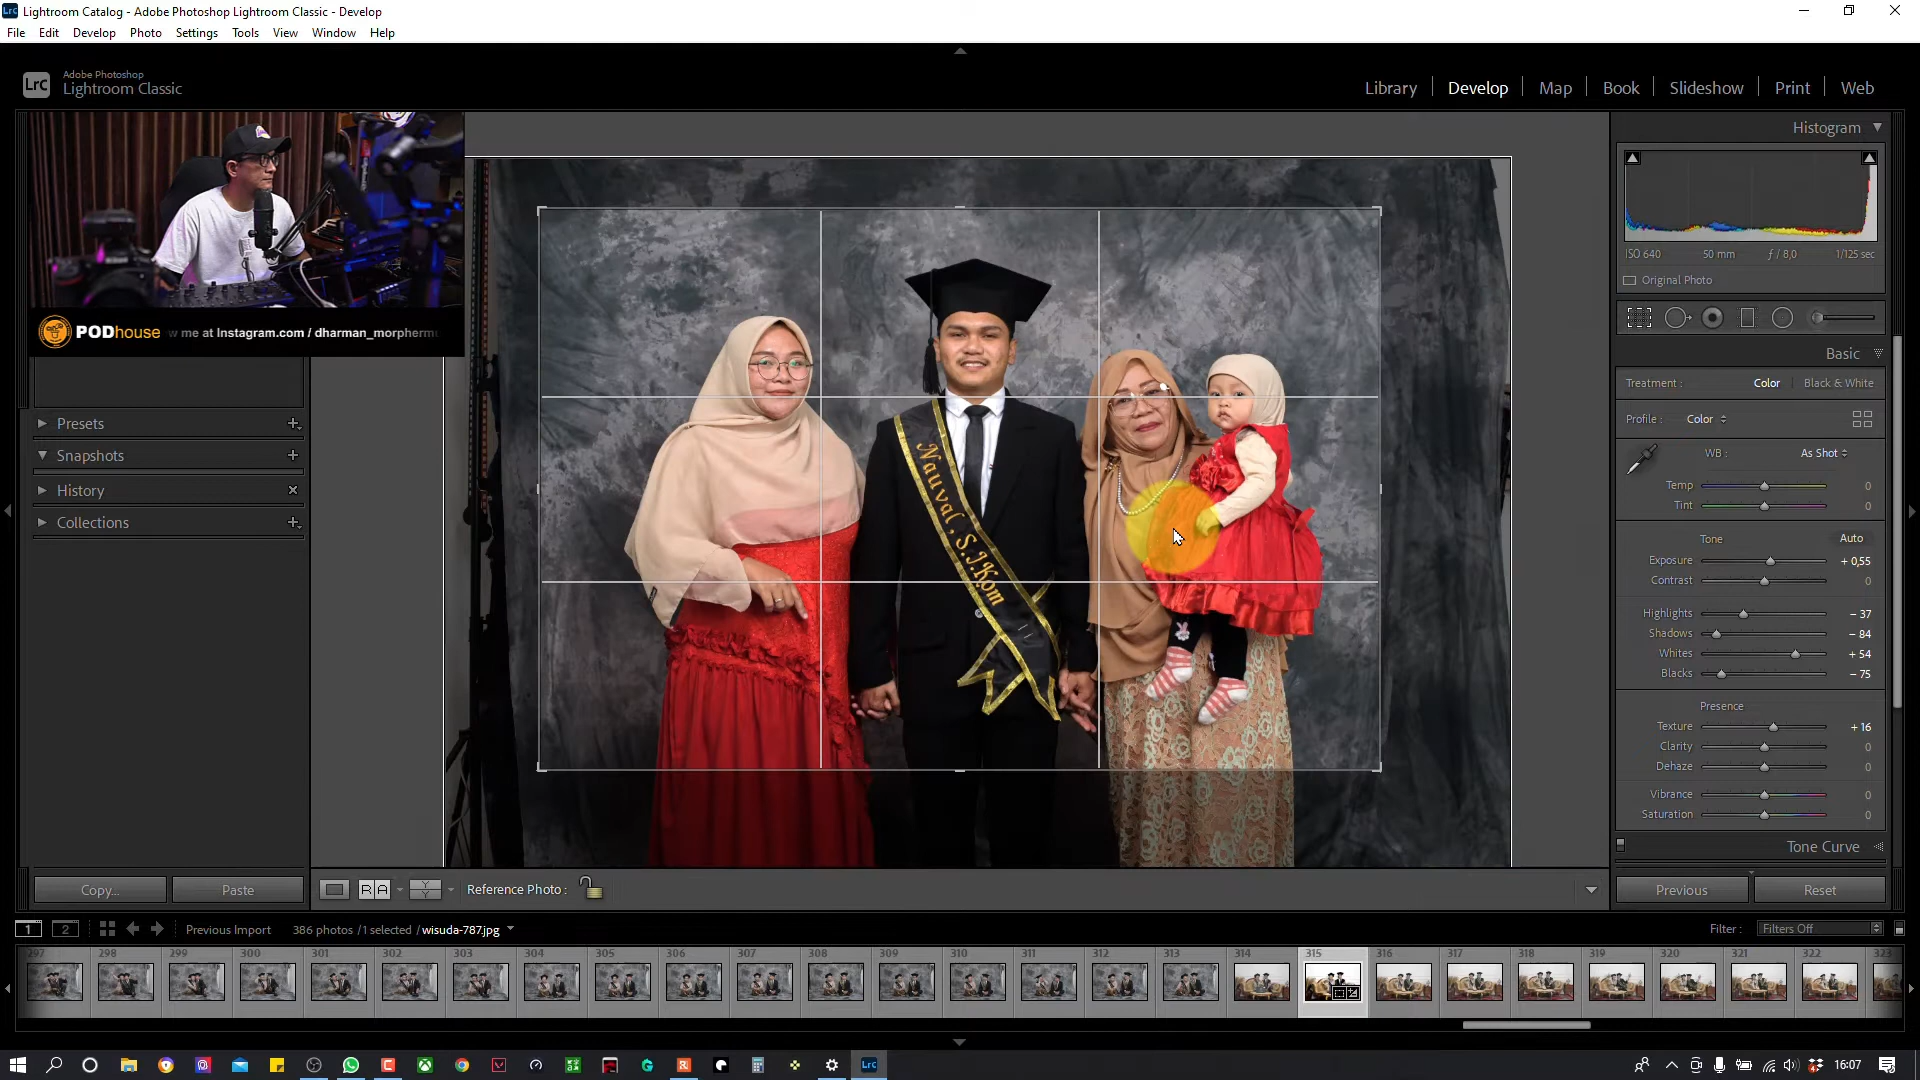 Lightroom Catalog - Adobe Photoshop Lightroom Classic - Develop
File Edit Develop Photo Settings Tools View Window Help
LrC Adobe Photoshop
Lightroom Classic
Library Develop Map Book Slideshow Print Web
Histogram
ISO 640 50 mm ƒ / 8,0 1/125 sec
Original Photo
PODhouse w me at Instagram.com / dharman_morpherm
Basic
Treatment : Color Black & White
Profile : Color
WB : As Shot
Temp 0
Tint 0
Tone Auto
Exposure + 0,55
Contrast 0
Highlights – 37
Shadows – 84
Whites + 54
Blacks – 75
Presence
Texture + 16
Clarity 0
Dehaze 0
Vibrance 0
Saturation 0
Tone Curve
Presets
Snapshots
History
Collections
Nauval, S.I.Kom
Copy... Paste
R A Y Y Reference Photo :
Previous Reset
1 2 Previous Import 386 photos / 1 selected / wisuda-787.jpg Filter : Filters Off
297 298 299 300 301 302 303 304 305 306 307 308 309 310 311 312 313 314 315 316 317 318 319 320 321 322 323
LrC 16:07